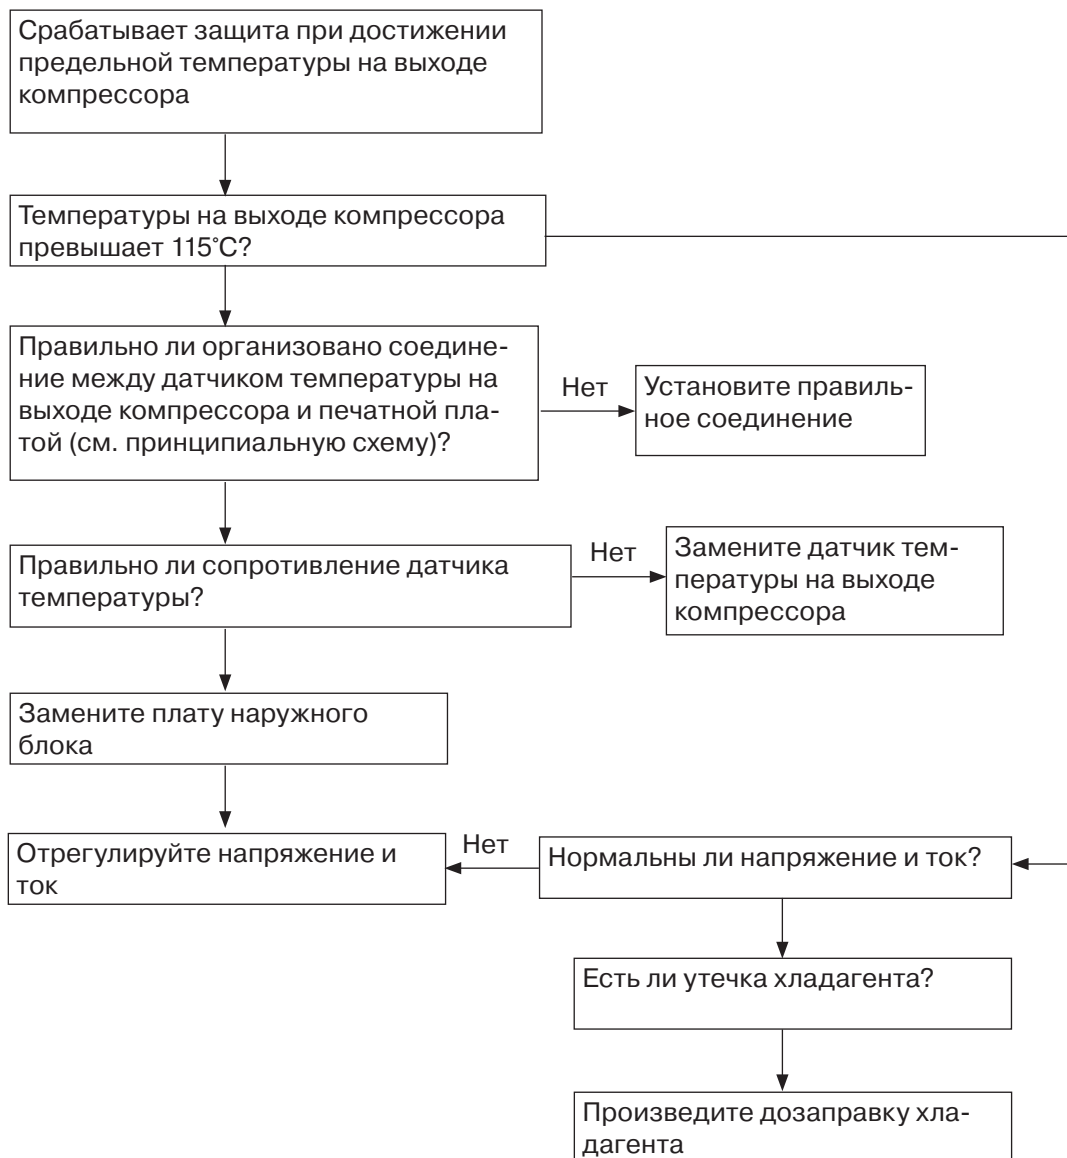 Срабатывает защита при достижении
предельной температуры на выходе
компрессора
Температуры на выходе компрессора
превышает 115°С?
Правильно ли организовано соедине-
ние между датчиком температуры на
выходе компрессора и печатной пла-
той (см. принципиальную схему)?
Нет
Установите правиль-
ное соединение
Правильно ли сопротивление датчика
температуры?
Нет
Замените датчик тем-
пературы на выходе
компрессора
Замените плату наружного
блока
Отрегулируйте напряжение и
ток
Нет
Нормальны ли напряжение и ток?
Есть ли утечка хладагента?
Произведите дозаправку хла-
дагента